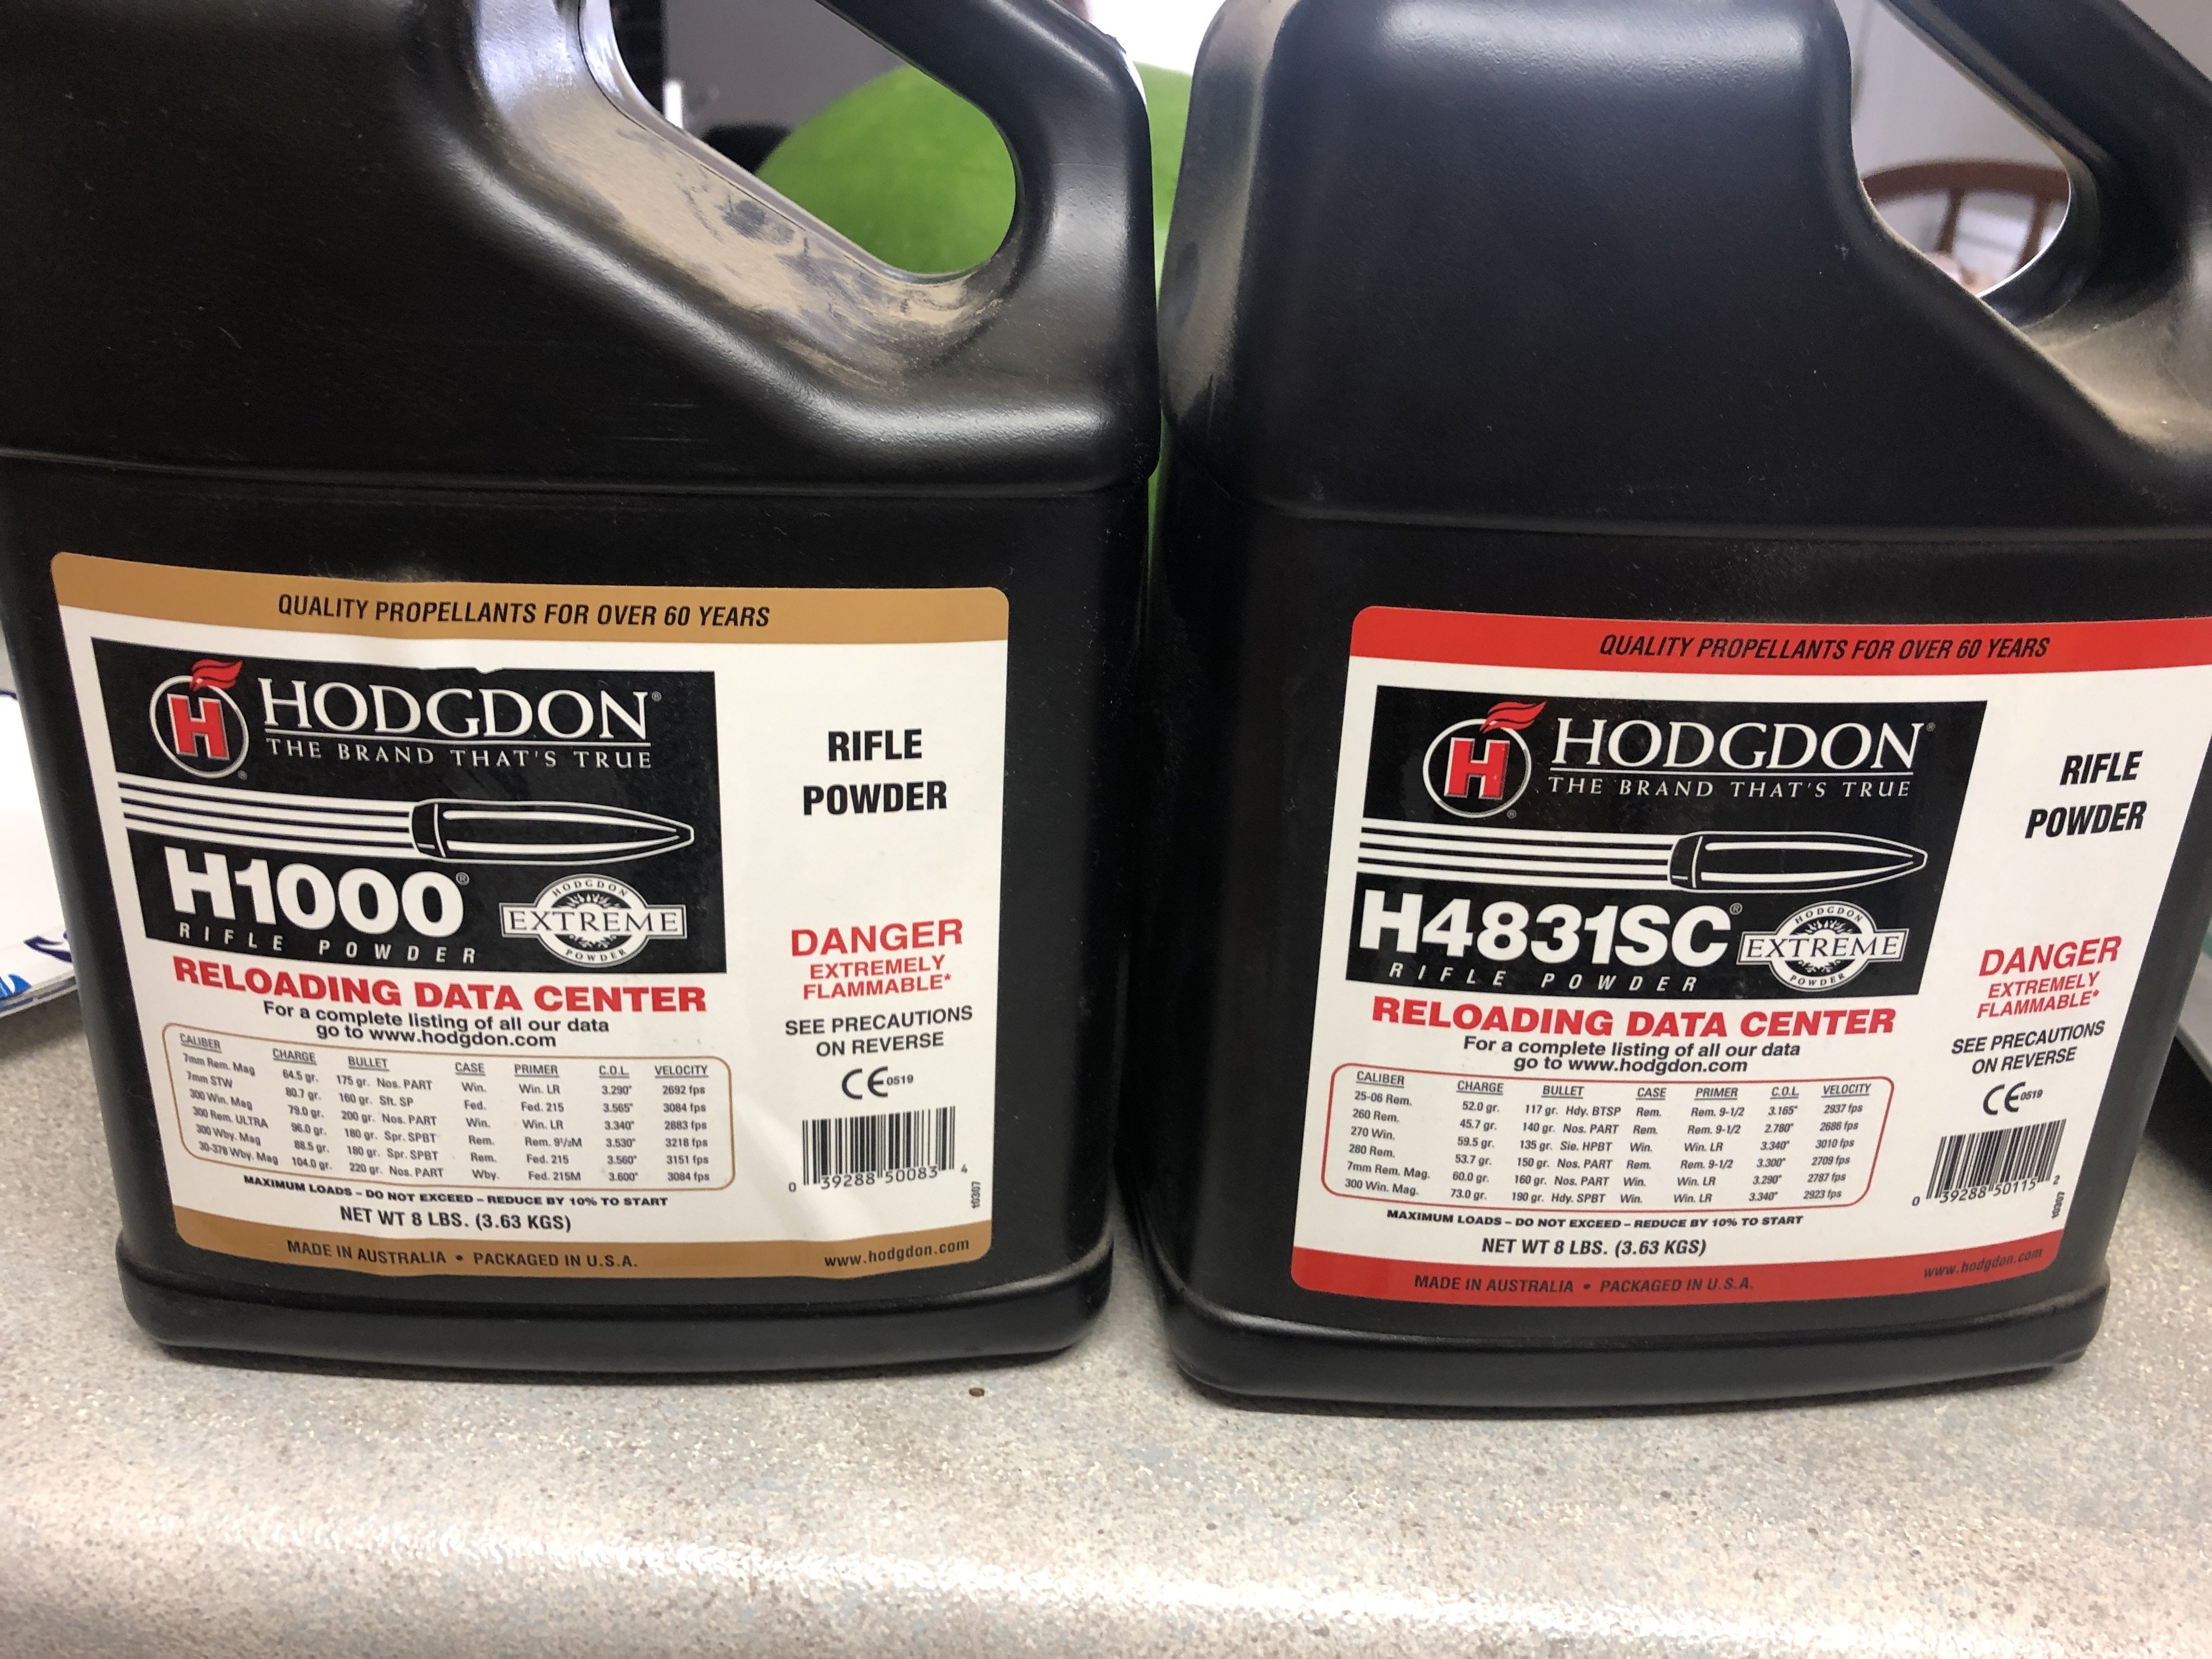 QUALITY PROPELLANTS FOR OVER 60 YEARS
H HODGDON®
THE BRAND THAT'S TRUE
H1000®
RIFLE POWDER
HODGDON
EXTREME
POWDER
RELOADING DATA CENTER
For a complete listing of all our data
go to www.hodgdon.com
CALIBER CHARGE BULLET CASE PRIMER C.O.L. VELOCITY
7mm Rem. Mag 64.5 gr. 175 gr. Nos. PART Win. Win. LR 3.290" 2692 fps
7mm STW 80.7 gr. 160 gr. Sft. SP Fed. Fed. 215 3.565" 3084 fps
300 Win. Mag 79.0 gr. 200 gr. Nos. PART Win. Win. LR 3.340" 2883 fps
300 Rem. ULTRA 96.0 gr. 180 gr. Spr. SPBT Rem. Rem. 9½M 3.530" 3218 fps
300 Wby. Mag 88.5 gr. 180 gr. Spr. SPBT Rem. Fed. 215 3.560" 3151 fps
30-378 Wby. Mag 104.0 gr. 220 gr. Nos. PART Wby. Fed. 215M 3.600" 3084 fps
MAXIMUM LOADS – DO NOT EXCEED – REDUCE BY 10% TO START
NET WT 8 LBS. (3.63 KGS)
RIFLE
POWDER
DANGER
EXTREMELY
FLAMMABLE*
SEE PRECAUTIONS
ON REVERSE
CE 0519
0 39288 50083 4
10307
MADE IN AUSTRALIA • PACKAGED IN U.S.A. www.hodgdon.com
QUALITY PROPELLANTS FOR OVER 60 YEARS
H HODGDON®
THE BRAND THAT'S TRUE
H4831SC®
RIFLE POWDER
HODGDON
EXTREME
POWDER
RELOADING DATA CENTER
For a complete listing of all our data
go to www.hodgdon.com
CALIBER CHARGE BULLET CASE PRIMER C.O.L. VELOCITY
25-06 Rem. 52.0 gr. 117 gr. Hdy. BTSP Rem. Rem. 9-1/2 3.165" 2937 fps
260 Rem. 45.7 gr. 140 gr. Nos. PART Rem. Rem. 9-1/2 2.780" 2686 fps
270 Win. 59.5 gr. 135 gr. Sie. HPBT Win. Win. LR 3.340" 3010 fps
280 Rem. 53.7 gr. 150 gr. Nos. PART Rem. Rem. 9-1/2 3.300" 2709 fps
7mm Rem. Mag. 60.0 gr. 160 gr. Nos. PART Win. Win. LR 3.290" 2787 fps
300 Win. Mag. 73.0 gr. 190 gr. Hdy. SPBT Win. Win. LR 3.340" 2923 fps
MAXIMUM LOADS – DO NOT EXCEED – REDUCE BY 10% TO START
NET WT 8 LBS. (3.63 KGS)
RIFLE
POWDER
DANGER
EXTREMELY
FLAMMABLE*
SEE PRECAUTIONS
ON REVERSE
CE 0519
0 39288 50115 2
10307
MADE IN AUSTRALIA • PACKAGED IN U.S.A. www.hodgdon.com